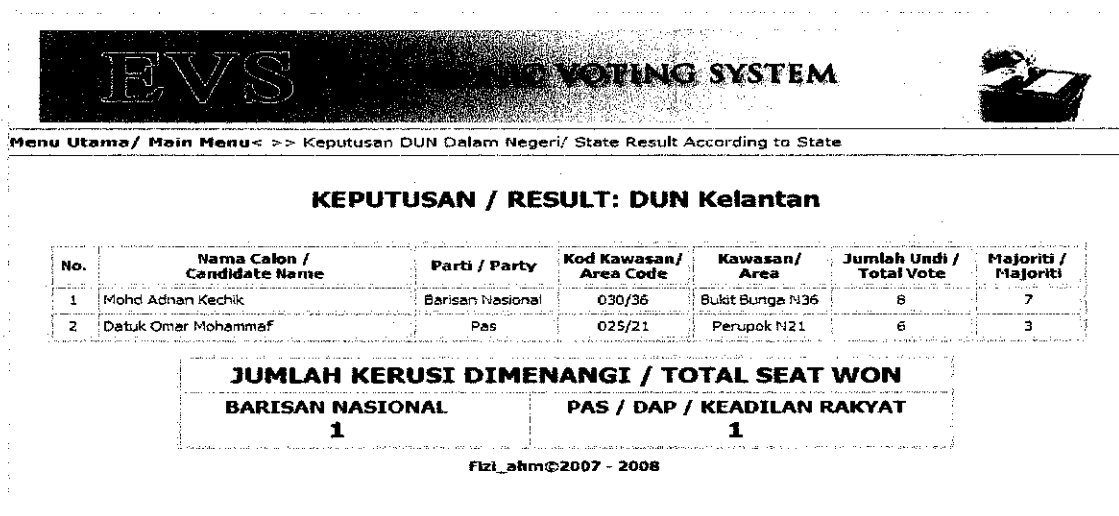 EVS VOTING SYSTEM
Menu Utama/ Main Menu< >> Keputusan DUN Dalam Negeri/ State Result According to State
KEPUTUSAN / RESULT: DUN Kelantan
No. Nama Calon / Candidate Name Parti / Party Kod Kawasan/ Area Code Kawasan/ Area Jumlah Undi / Total Vote Majoriti / Majoriti
1 Mohd Adnan Kechik Barisan Nasional 030/36 Bukit Bunga N36 8 7
2 Datuk Omar Mohammaf Pas 025/21 Perupok N21 6 3
JUMLAH KERUSI DIMENANGI / TOTAL SEAT WON
BARISAN NASIONAL PAS / DAP / KEADILAN RAKYAT
1 1
fizi_ahm©2007 - 2008